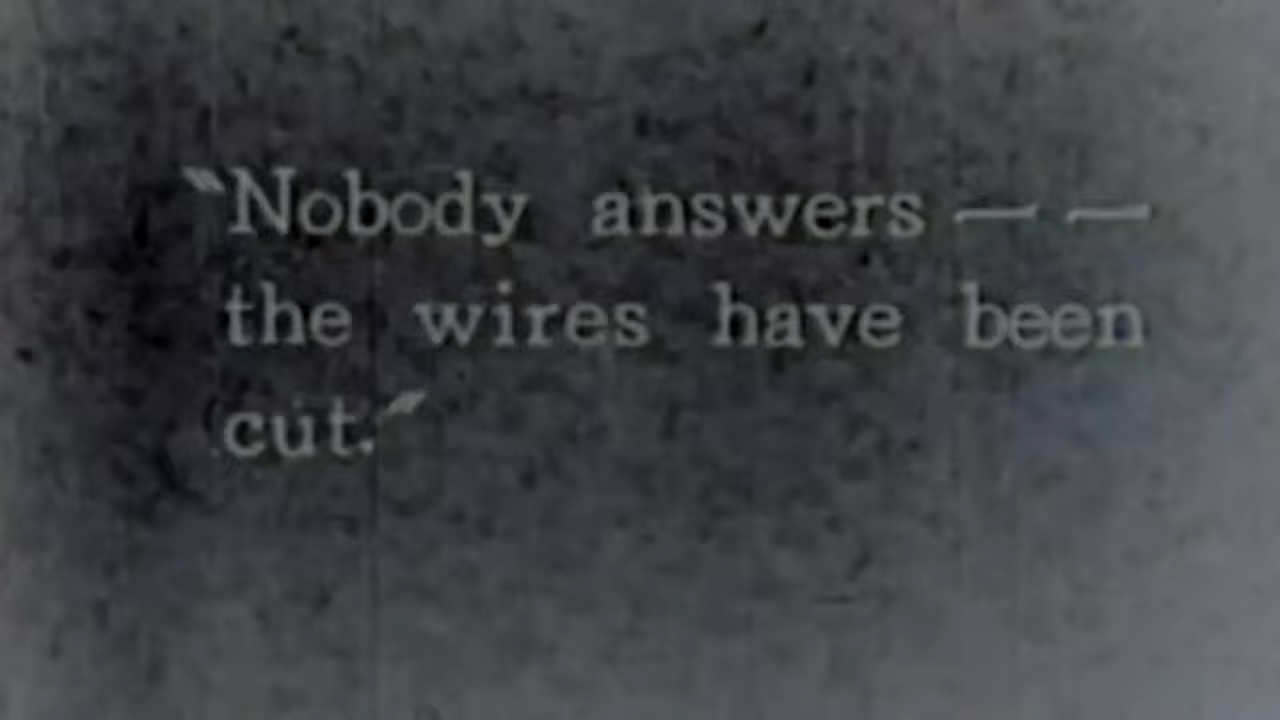 "Nobody answers — —
the wires have been
cut."